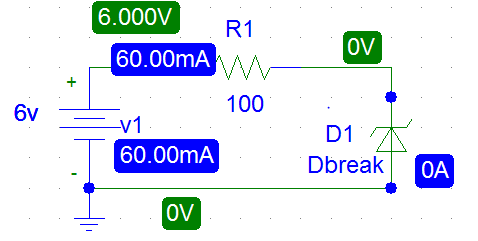 6.000V
R1
0V
60.00mA
+
100
6v
v1
D1
Dbreak
60.00mA
0A
-
0V